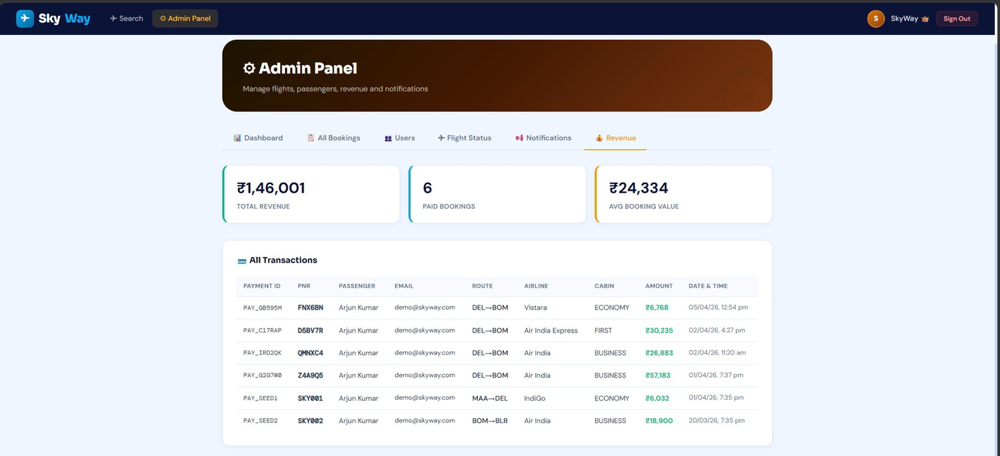 Sky Way Search Admin Panel S SkyWay Sign Out
Admin Panel
Manage flights, passengers, revenue and notifications
Dashboard All Bookings Users Flight Status Notifications Revenue
₹1,46,001 6 ₹24,334
TOTAL REVENUE PAID BOOKINGS AVG BOOKING VALUE
All Transactions
PAYMENT ID PNR PASSENGER EMAIL ROUTE AIRLINE CABIN AMOUNT DATE & TIME
PAY_GB595M FNX6BN Arjun Kumar demo@skyway.com DEL→BOM Vistara ECONOMY ₹6,768 05/04/26, 12:54 pm
PAY_C17RAP D5BV7R Arjun Kumar demo@skyway.com DEL→BOM Air India Express FIRST ₹30,235 02/04/26, 4:27 pm
PAY_IRD2QK QMNXC4 Arjun Kumar demo@skyway.com DEL→BOM Air India BUSINESS ₹26,883 02/04/26, 11:20 am
PAY_G2G7W0 Z4A9Q5 Arjun Kumar demo@skyway.com DEL→BOM Air India BUSINESS ₹57,183 01/04/26, 7:37 pm
PAY_SEED1 SKY001 Arjun Kumar demo@skyway.com MAA→DEL IndiGo ECONOMY ₹6,032 01/04/26, 7:35 pm
PAY_SEED2 SKY002 Arjun Kumar demo@skyway.com BOM→BLR Air India BUSINESS ₹18,900 20/03/26, 7:35 pm